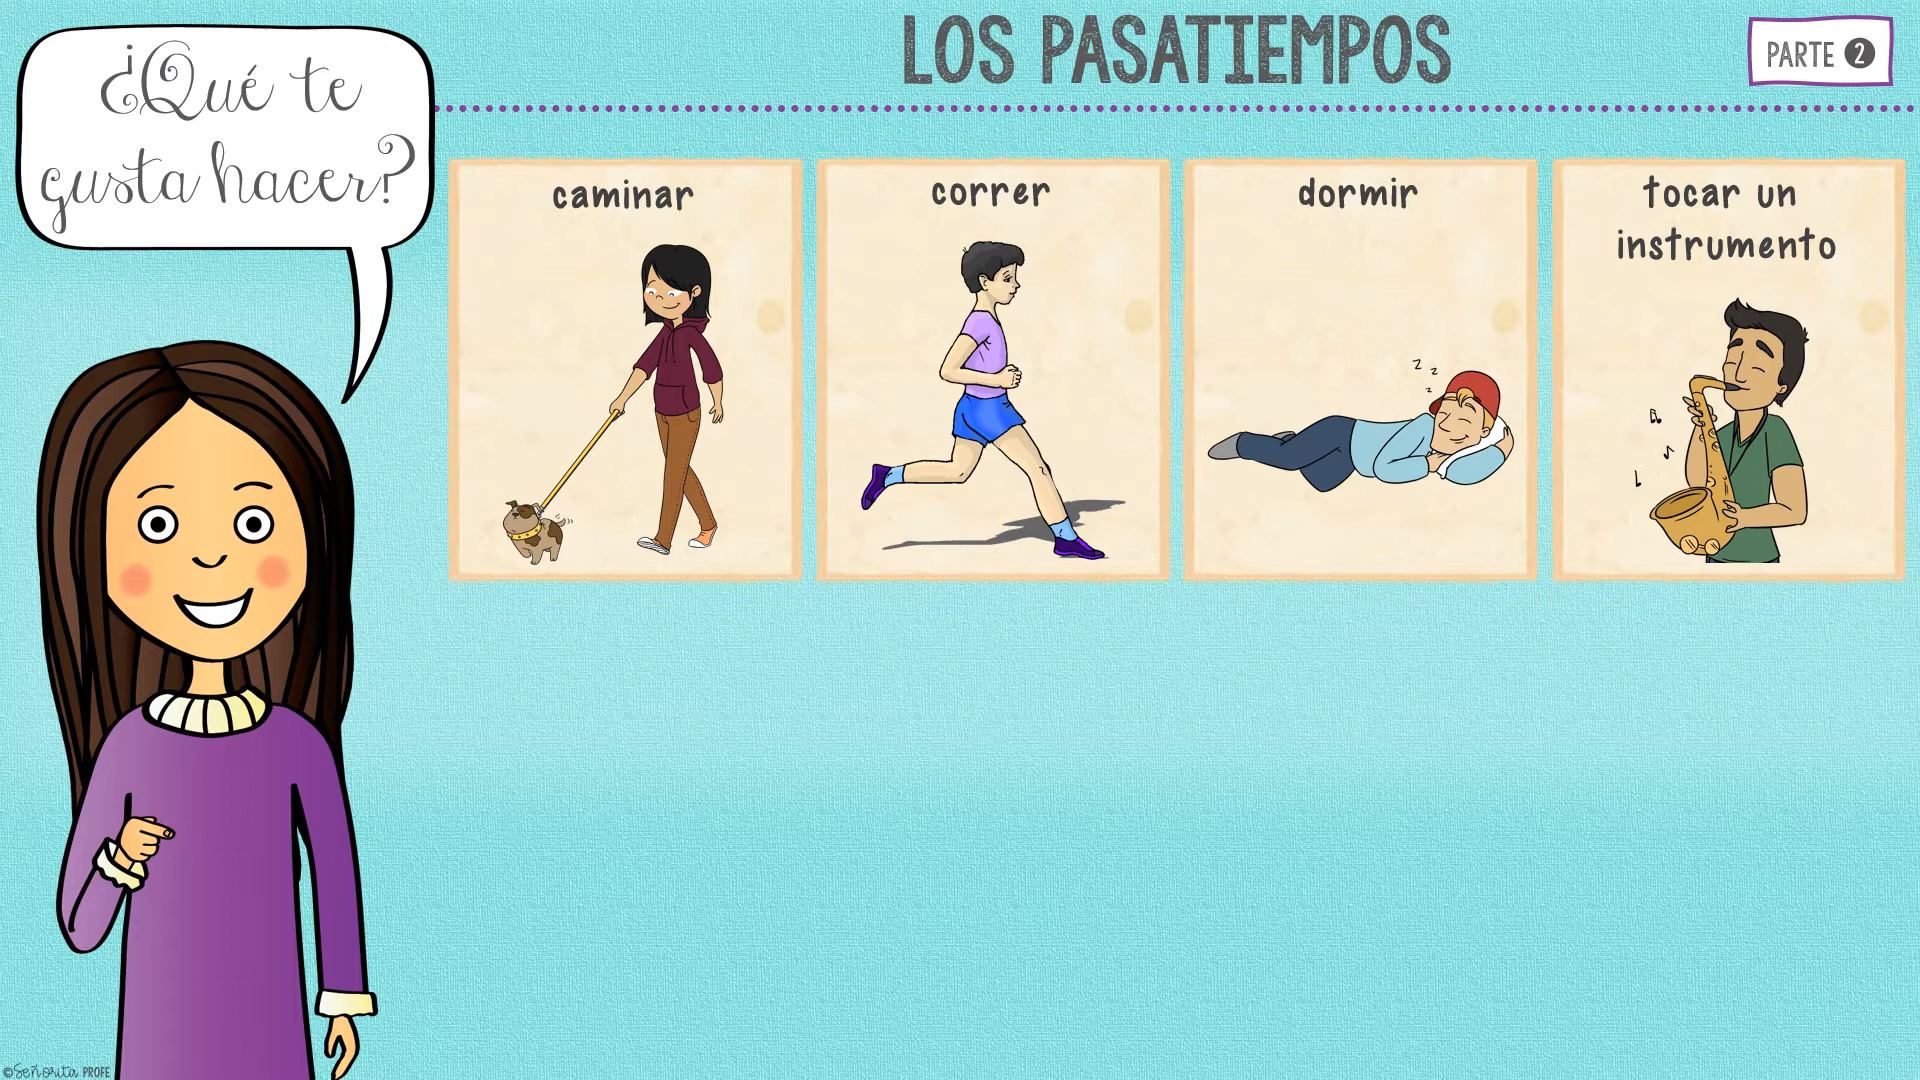 ¿Qué te
gusta hacer?
LOS PASATIEMPOS
PARTE 2
caminar
correr
dormir
tocar un
instrumento
z z z
©Señorita PROFE